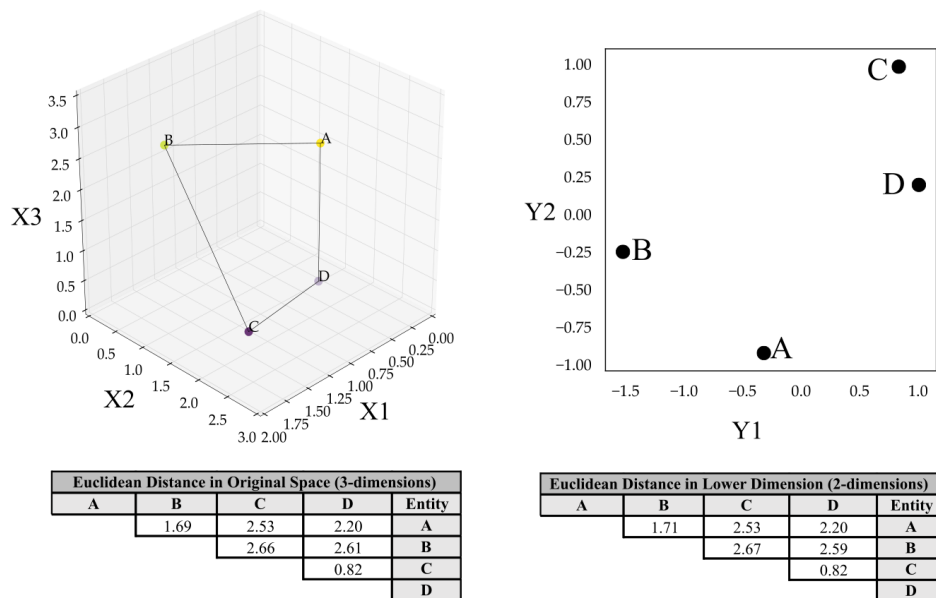 X3
3.5
3.0
2.5
2.0
1.5
1.0
0.5
0.0
B
A
D
C
0.0
0.5
1.0
1.5
2.0
2.5
3.0
X2
2.00
1.75
1.50
1.25
1.00
0.75
0.50
0.25
0.00
X1
Y2
1.00
0.75
0.50
0.25
0.00
−0.25
−0.50
−0.75
−1.00
C
D
B
A
−1.5
−1.0
−0.5
0.0
0.5
1.0
Y1
Euclidean Distance in Original Space (3-dimensions)
A B C D Entity
1.69 2.53 2.20 A
2.66 2.61 B
0.82 C
D
Euclidean Distance in Lower Dimension (2-dimensions)
A B C D Entity
1.71 2.53 2.20 A
2.67 2.59 B
0.82 C
D